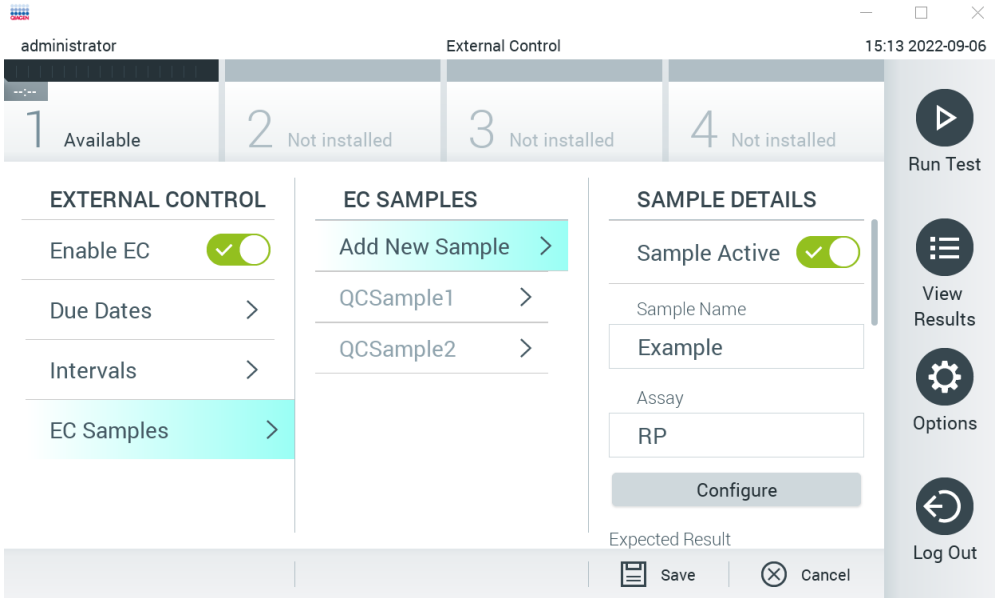 QIAGEN
administrator
External Control
15:13 2022-09-06
--:--
1 Available
2 Not installed
3 Not installed
4 Not installed
Run Test
View
Results
Options
Log Out
EXTERNAL CONTROL
Enable EC
Due Dates
Intervals
EC Samples
EC SAMPLES
Add New Sample
QCSample1
QCSample2
SAMPLE DETAILS
Sample Active
Sample Name
Example
Assay
RP
Configure
Expected Result
Save
Cancel